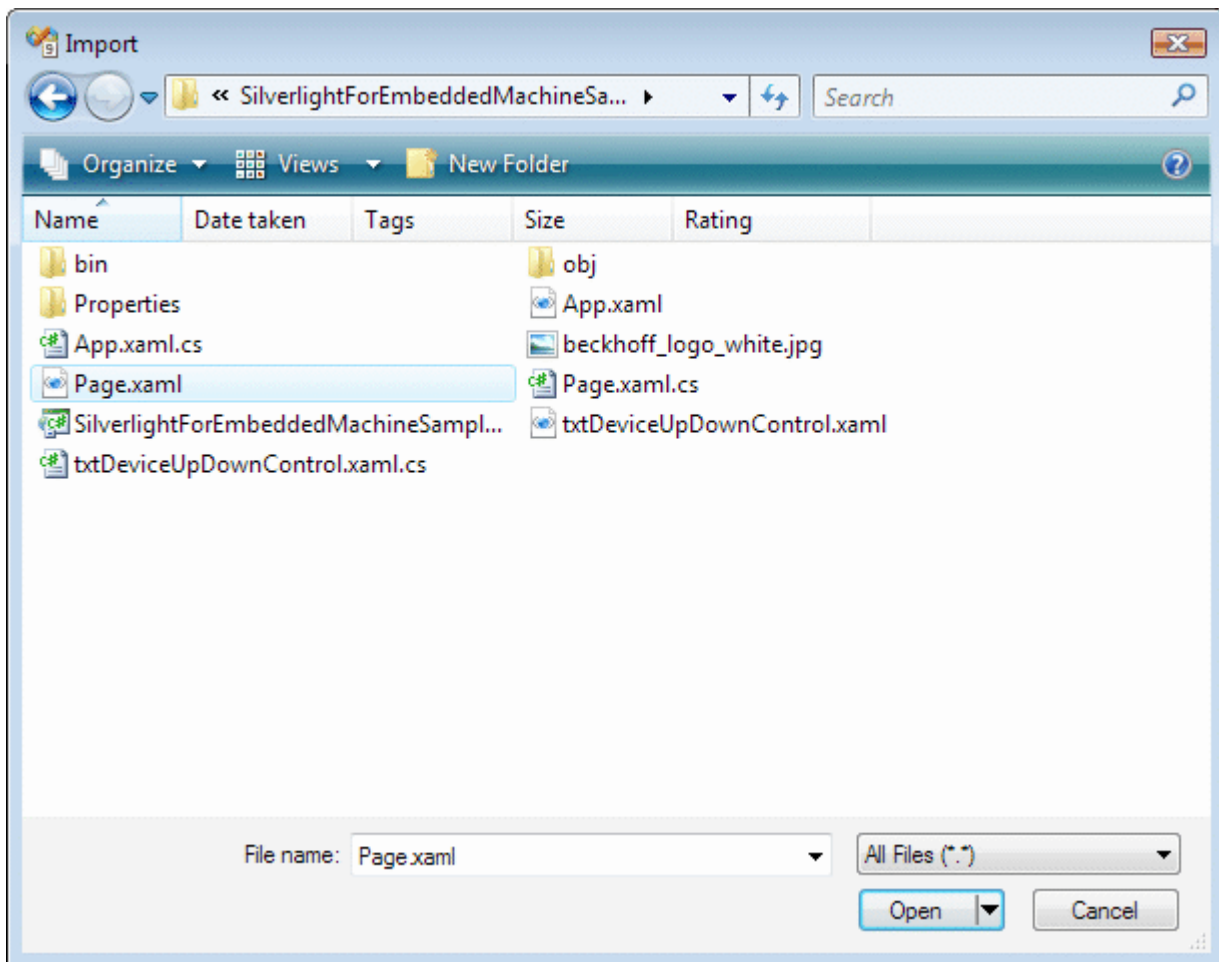 Import
« SilverlightForEmbeddedMachineSa... Search
Organize Views New Folder
Name Date taken Tags Size Rating
bin obj
Properties App.xaml
App.xaml.cs beckhoff_logo_white.jpg
Page.xaml Page.xaml.cs
SilverlightForEmbeddedMachineSampl... txtDeviceUpDownControl.xaml
txtDeviceUpDownControl.xaml.cs
File name: Page.xaml All Files (*.*)
Open Cancel